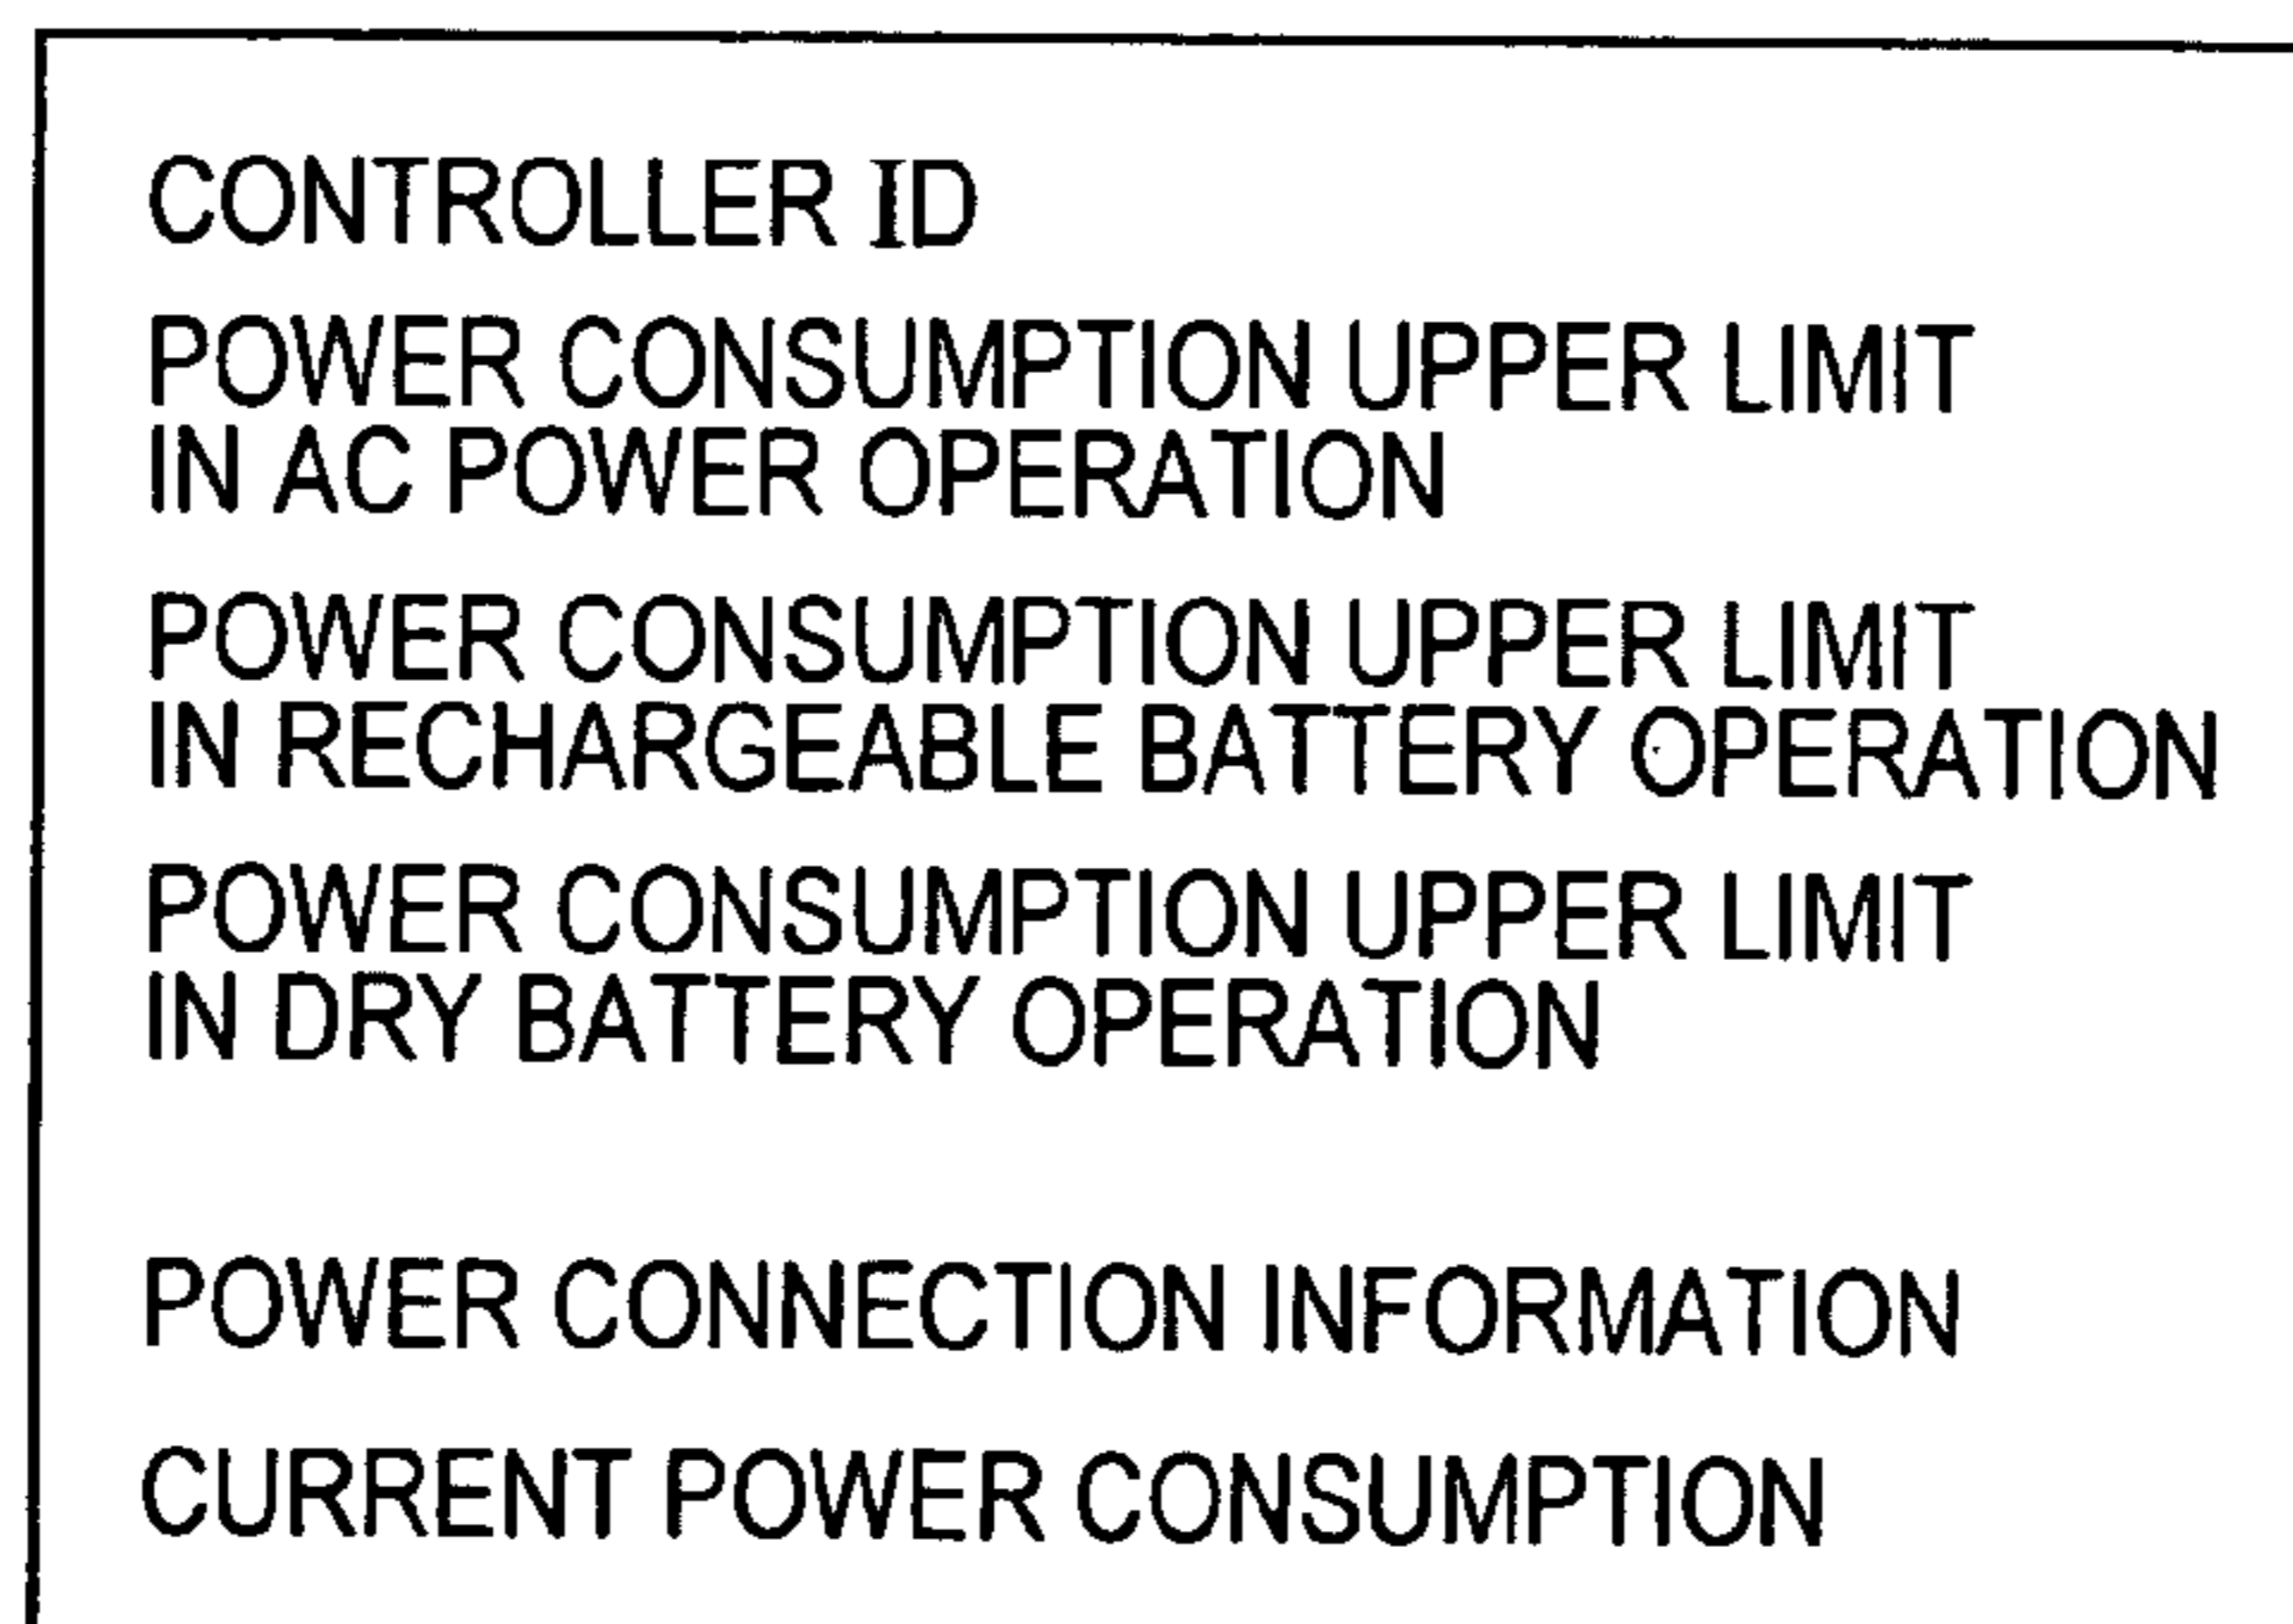 CONTROLLER ID
POWER CONSUMPTION UPPER LIMIT
IN AC POWER OPERATION
POWER CONSUMPTION UPPER LIMIT
IN RECHARGEABLE BATTERY OPERATION
POWER CONSUMPTION UPPER LIMIT
IN DRY BATTERY OPERATION
POWER CONNECTION INFORMATION
CURRENT POWER CONSUMPTION